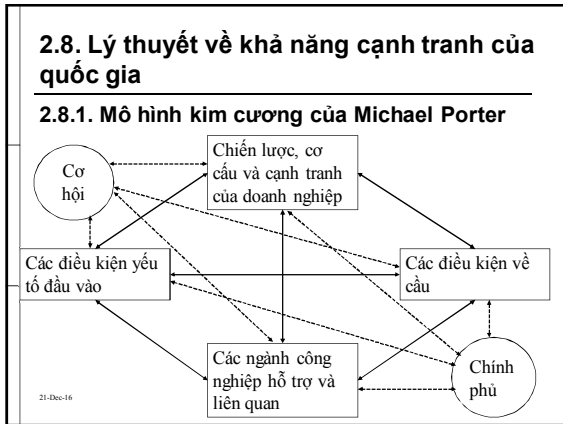 2.8. Lý thuyết về khả năng cạnh tranh của
quốc gia
2.8.1. Mô hình kim cương của Michael Porter
Cơ
hội
Chiến lược, cơ
cấu và cạnh tranh
của doanh nghiệp
Các điều kiện yếu
tố đầu vào
Các điều kiện về
cầu
Các ngành công
nghiệp hỗ trợ và
liên quan
Chính
phủ
21-Dec-16